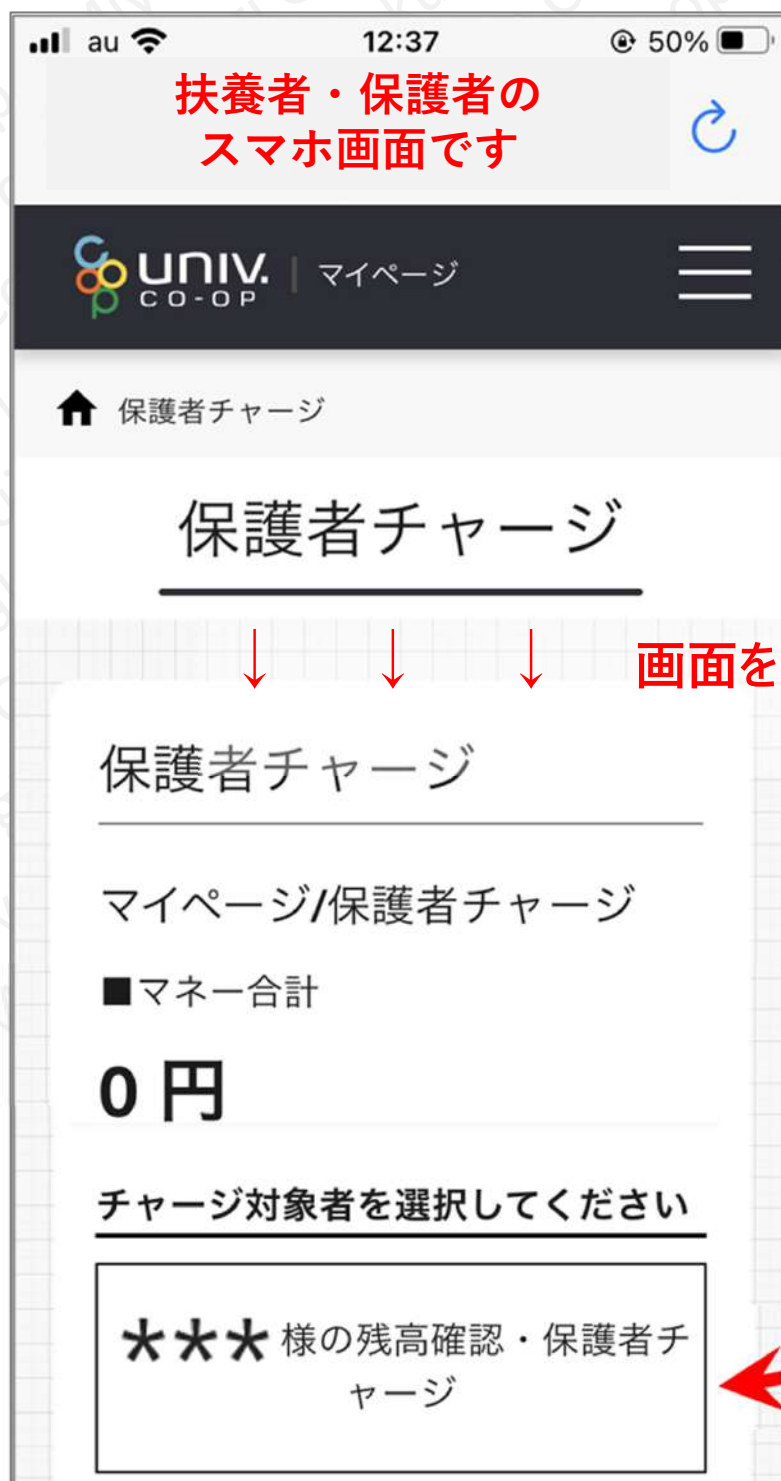 au 12:37 50%
扶養者・保護者の
スマホ画面です
UNIV.
CO-OP
マイページ
保護者チャージ
保護者チャージ
↓ ↓ ↓ 画面を
保護者チャージ
マイページ/保護者チャージ
■マネー合計
0 円
チャージ対象者を選択してください
★★★ 様の残高確認・保護者チ
ャージ